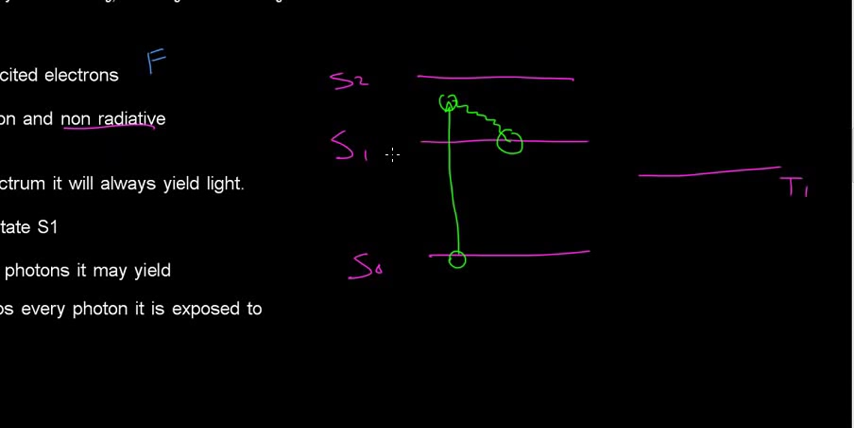 cited electrons F
S2
on and non radiative
S1
ctrum it will always yield light.
T1
tate S1
S0
photons it may yield
os every photon it is exposed to